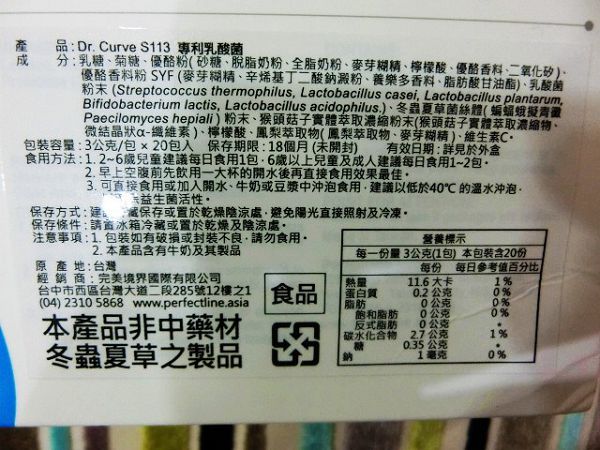 產　　品：Dr. Curve S113 專利乳酸菌
成　　分：乳糖、菊糖、優酪粉(砂糖、脫脂奶粉、全脂奶粉、麥芽糊精、檸檬酸、優酪香料、二氧化矽)、
優酪香料粉 SYF (麥芽糊精、辛烯基丁二酸鈉澱粉、養樂多香料、脂肪酸甘油酯)、乳酸菌
粉末 (Streptococcus thermophilus, Lactobacillus casei, Lactobacillus plantarum,
Bifidobacterium lactis, Lactobacillus acidophilus,)、冬蟲夏草菌絲體(蝙蝠蛾擬青黴
Paecilomyces hepiali)粉末、猴頭菇子實體萃取濃縮粉末(猴頭菇子實體萃取濃縮物、
微結晶狀α-纖維素)、檸檬酸、鳳梨萃取物(鳳梨萃取物、麥芽糊精)、維生素C。
包裝容量：3公克/包 × 20包入　保存期限：18個月(未開封)　有效日期：詳見於外盒
食用方法：1. 2~6歲兒童建議每日食用1包，6歲以上兒童及成人建議每日食用1~2包。
2. 早上空腹前先飲用一大杯的開水後再直接食用效果最佳。
3. 可直接食用或加入開水、牛奶或豆漿中沖泡食用，建議以低於40℃ 的溫水沖泡，
益生菌活性。
保存方式：建議冷藏保存或置於乾燥陰涼處，避免陽光直接照射及冷凍。
保存條件：請置冰箱冷藏或置於乾燥及陰涼處。
注意事項：1. 包裝如有破損或封裝不良，請勿食用。
2. 本產品含有牛奶及其製品
原 產 地：台灣
經 銷 商：完美境界國際有限公司
台中市西區台灣大道二段285號12樓之1
(04) 2310 5868 www.perfectline.asia
食品
本產品非中藥材
冬蟲夏草之製品
營養標示
每一份量 3公克(1包) 本包裝含20份
每份　每日參考值百分比
熱量　11.6 大卡　1%
蛋白質　0.2 公克　0%
脂肪　0 公克　0%
飽和脂肪　0 公克　0%
反式脂肪　0 公克　*
碳水化合物　2.7 公克　1%
糖　0.35 公克　*
鈉　1 毫克　0%